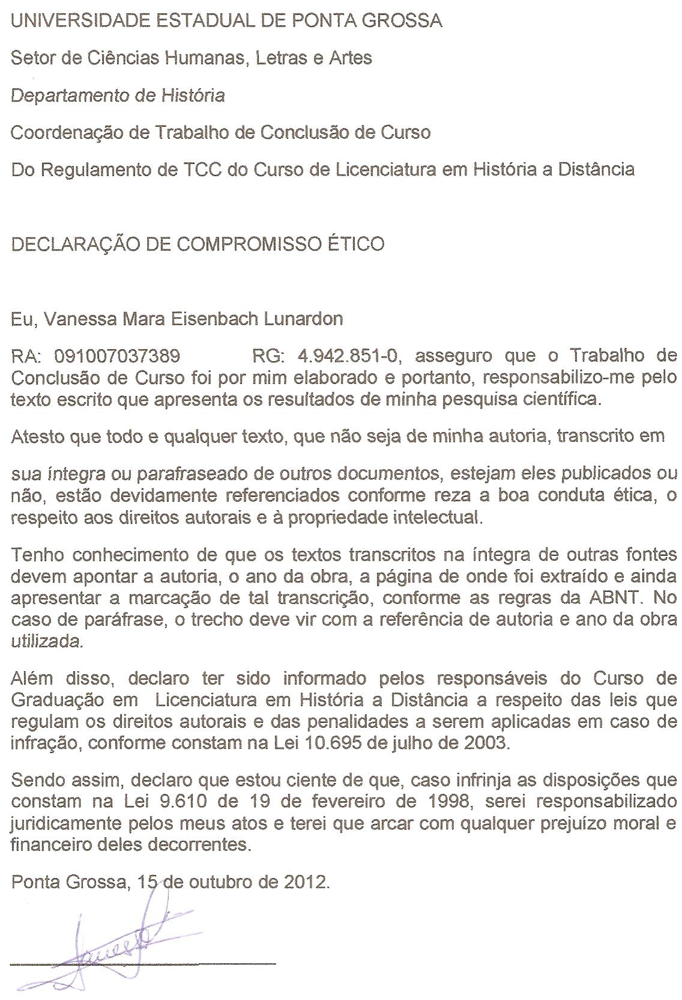 UNIVERSIDADE ESTADUAL DE PONTA GROSSA
Setor de Ciências Humanas, Letras e Artes
Departamento de História
Coordenação de Trabalho de Conclusão de Curso
Do Regulamento de TCC do Curso de Licenciatura em História a Distância
DECLARAÇÃO DE COMPROMISSO ÉTICO
Eu, Vanessa Mara Eisenbach Lunardon
RA: 091007037389 RG: 4.942.851-0, asseguro que o Trabalho de
Conclusão de Curso foi por mim elaborado e portanto, responsabilizo-me pelo
texto escrito que apresenta os resultados de minha pesquisa científica.
Atesto que todo e qualquer texto, que não seja de minha autoria, transcrito em
sua íntegra ou parafraseado de outros documentos, estejam eles publicados ou
não, estão devidamente referenciados conforme reza a boa conduta ética, o
respeito aos direitos autorais e à propriedade intelectual.
Tenho conhecimento de que os textos transcritos na íntegra de outras fontes
devem apontar a autoria, o ano da obra, a página de onde foi extraído e ainda
apresentar a marcação de tal transcrição, conforme as regras da ABNT. No
caso de paráfrase, o trecho deve vir com a referência de autoria e ano da obra
utilizada.
Além disso, declaro ter sido informado pelos responsáveis do Curso de
Graduação em Licenciatura em História a Distância a respeito das leis que
regulam os direitos autorais e das penalidades a serem aplicadas em caso de
infração, conforme constam na Lei 10.695 de julho de 2003.
Sendo assim, declaro que estou ciente de que, caso infrinja as disposições que
constam na Lei 9.610 de 19 de fevereiro de 1998, serei responsabilizado
juridicamente pelos meus atos e terei que arcar com qualquer prejuízo moral e
financeiro deles decorrentes.
Ponta Grossa, 15 de outubro de 2012.